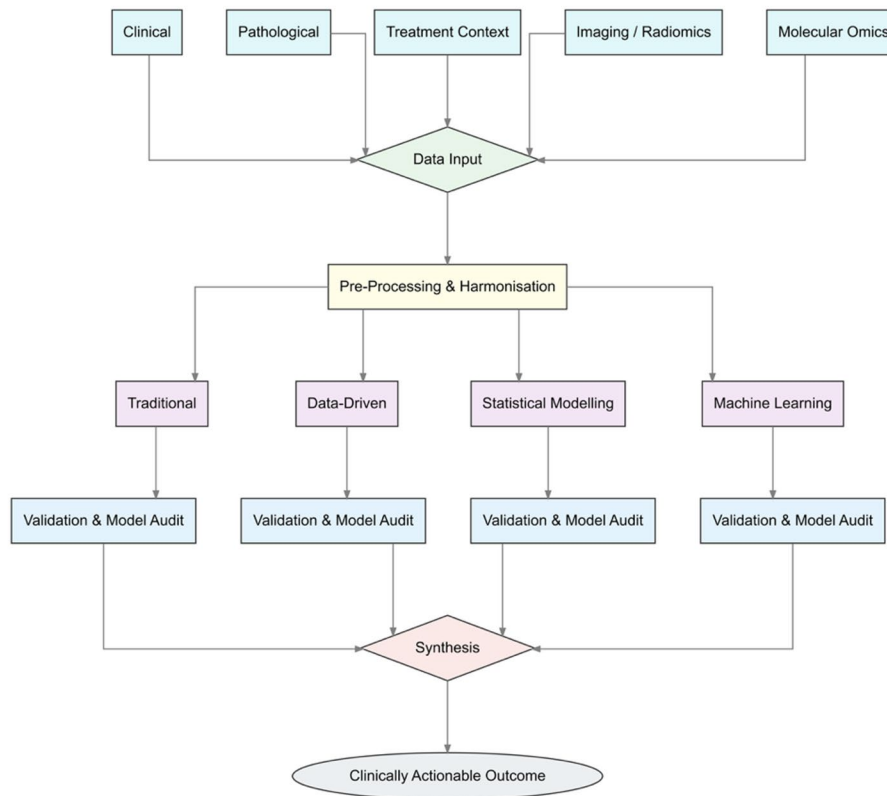 Clinical
Pathological
Treatment Context
Imaging / Radiomics
Molecular Omics
Data Input
Pre-Processing & Harmonisation
Traditional
Data-Driven
Statistical Modelling
Machine Learning
Validation & Model Audit
Validation & Model Audit
Validation & Model Audit
Validation & Model Audit
Synthesis
Clinically Actionable Outcome